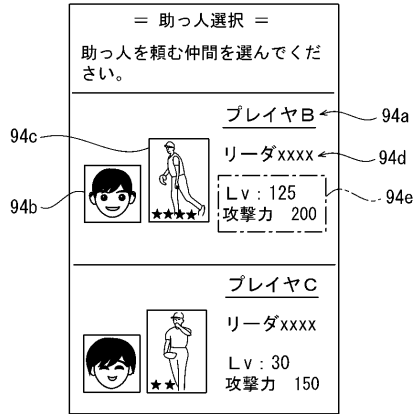 ＝ 助っ人選択 ＝
助っ人を頼む仲間を選んでくだ
さい。
プレイヤB
94a
94c
リーダxxxx
94d
94b
★★★★
Lv：125
攻撃力 200
94e
プレイヤC
リーダxxxx
★★
Lv：30
攻撃力 150